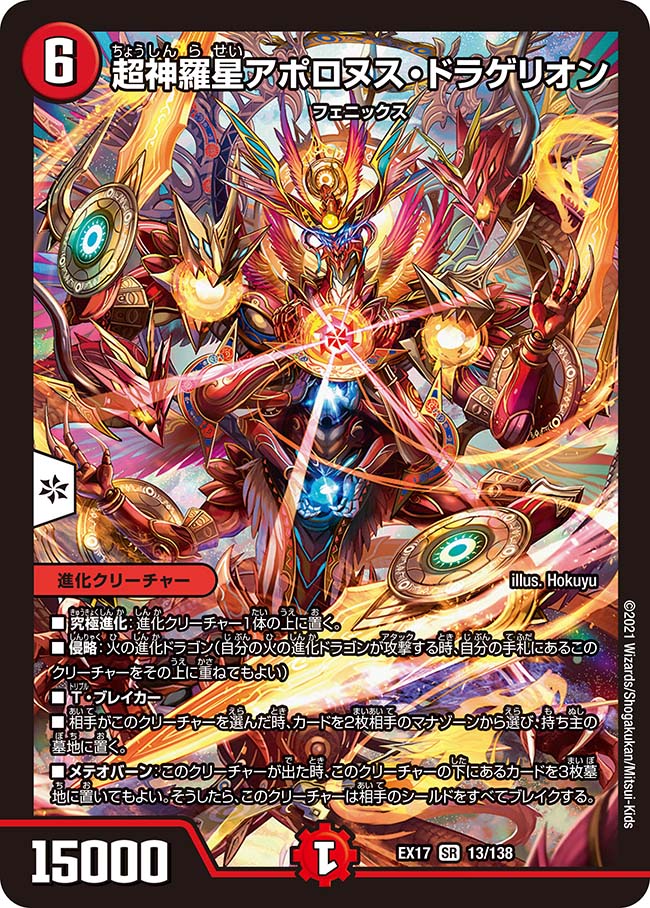 6
ちょうしん ら せい
超神羅星アポロヌス・ドラゲリオン
フェニックス
進化クリーチャー
illus. Hokuyu
■ 究極進化：進化クリーチャー1体の上に置く。
■ 侵略：火の進化ドラゴン（自分の火の進化ドラゴンが攻撃する時、自分の手札にあるこの
クリーチャーをその上に重ねてもよい）
■ T・ブレイカー
■ 相手がこのクリーチャーを選んだ時、カードを2枚相手のマナゾーンから選び、持ち主の
墓地に置く。
■ メテオバーン：このクリーチャーが出た時、このクリーチャーの下にあるカードを3枚墓
地に置いてもよい。そうしたら、このクリーチャーは相手のシールドをすべてブレイクする。
15000
1
EX17 SR 13/138
©2021 Wizards/Shogakukan/Mitsui-Kids